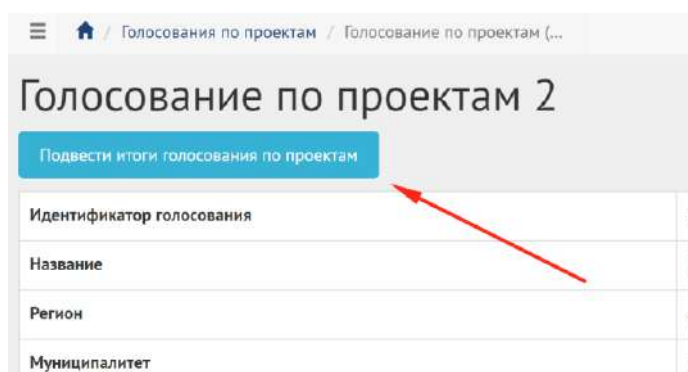 / Голосования по проектам / Голосование по проектам (...
Голосование по проектам 2
Подвести итоги голосования по проектам
Идентификатор голосования
Название
Регион
Муниципалитет